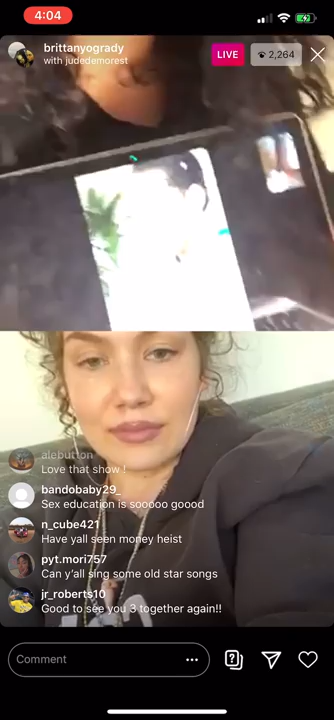 4:04
brittanyogrady
with judedemorest
LIVE
2,264
alebutton
Love that show !
bandobaby29_
Sex education is sooooo goood
n_cube421
Have yall seen money heist
pyt.mori757
Can y'all sing some old star songs
jr_roberts10
Good to see you 3 together again!!
Comment